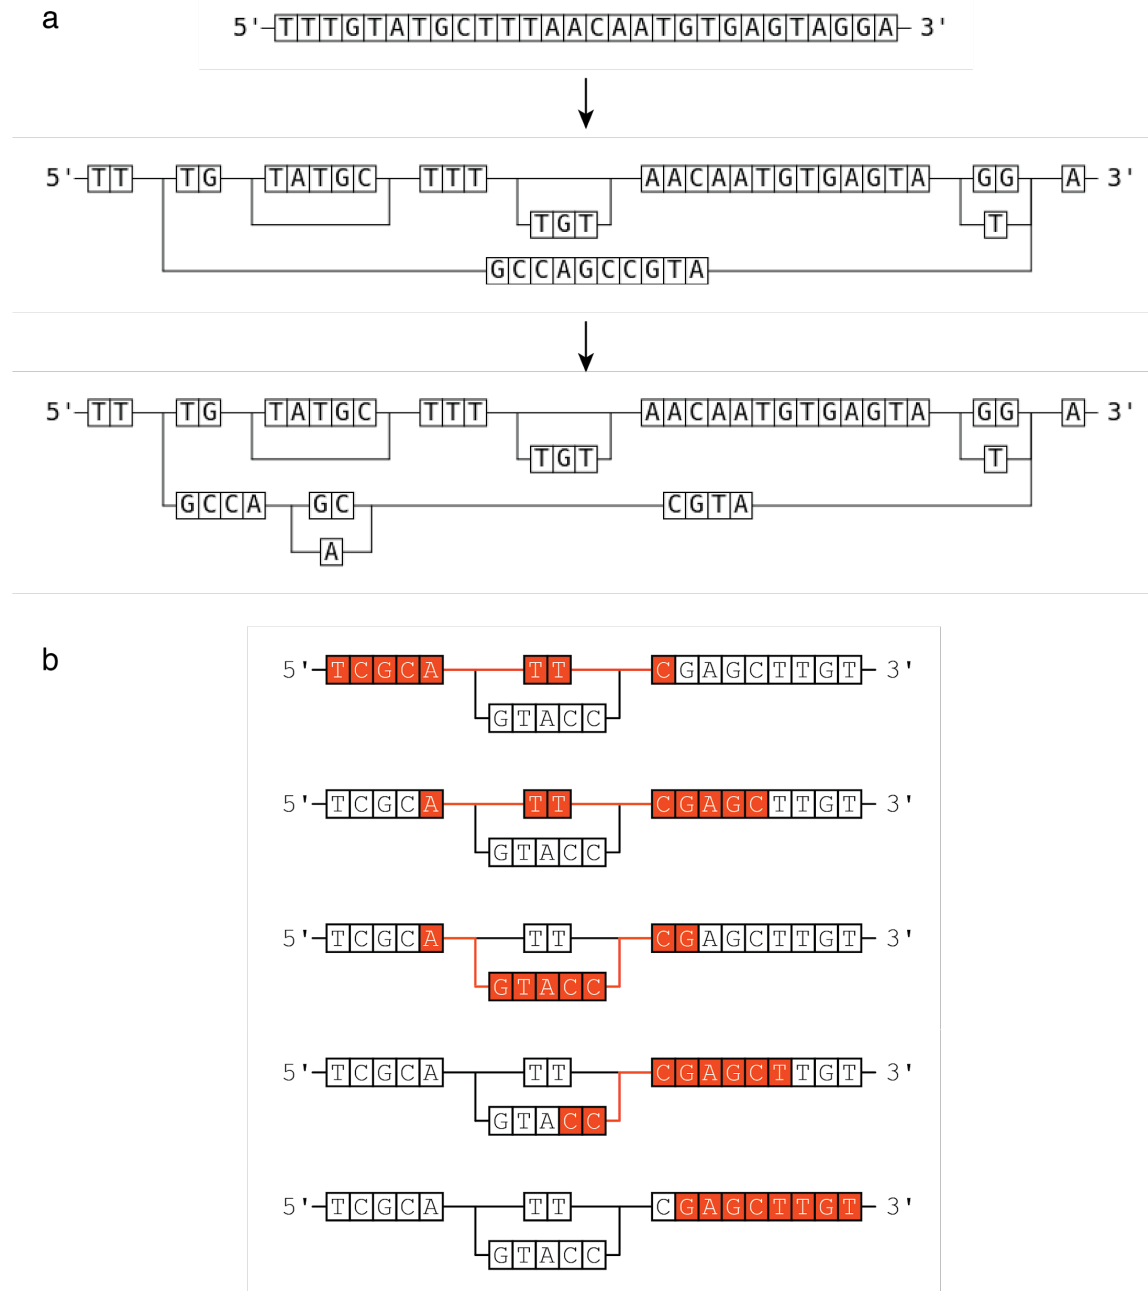 a
5'-TTTGTATGCTTTAACAATGTGAGTAGGA- 3'
5'-TT TG TATGC TTT AACAATGTGAGTA GG A- 3'
TGT T
GCCAGCCGTA
5'-TT TG TATGC TTT AACAATGTGAGTA GG A- 3'
TGT T
GCCA GC CGTA
A
b
5'-TCGCA TT CGAGCTTGT- 3'
GTACC
5'-TCGCA TT CGAGCTTGT- 3'
GTACC
5'-TCGCA TT CGAGCTTGT- 3'
GTACC
5'-TCGCA TT CGAGCTTGT- 3'
GTACC
5'-TCGCA TT CGAGCTTGT- 3'
GTACC